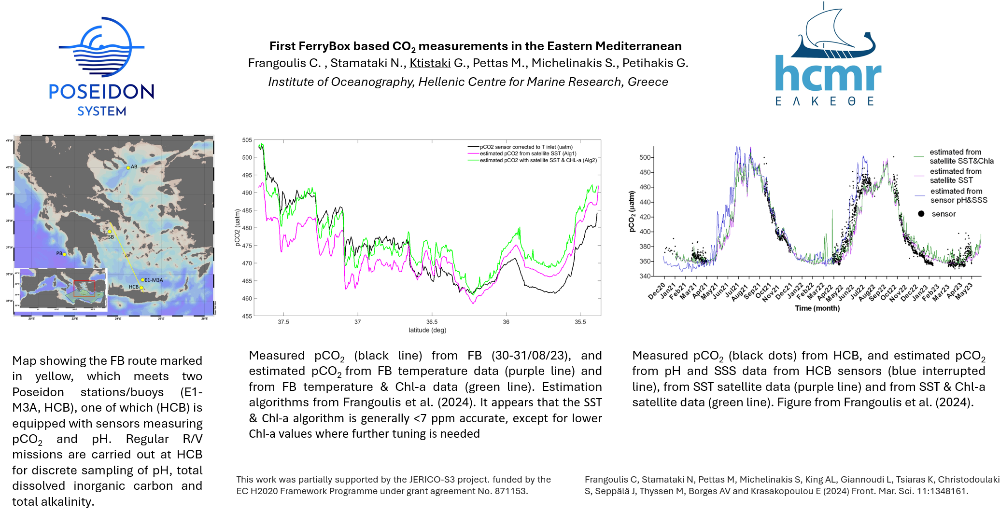 POSEIDON
SYSTEM
First FerryBox based CO2 measurements in the Eastern Mediterranean
Frangoulis C. , Stamataki N., Ktistaki G., Pettas M., Michelinakis S., Petihakis G.
Institute of Oceanography, Hellenic Centre for Marine Research, Greece
hcmr
Ε Λ Κ Ε Θ Ε
41°N
40°N
39°N
38°N
37°N
36°N
35°N
20°E
22°E
24°E
26°E
28°E
AB
SB
PB
E1-M3A
HCB
505
500
495
490
485
480
475
470
465
460
455
pCO2 (uatm)
pCO2 sensor corrected to T inlet (uatm)
estimated pCO2 from satellite SST (Alg1)
estimated pCO2 with satellite SST & CHL-a (Alg2)
37.5
37
36.5
36
35.5
latitude (deg)
500
480
460
440
420
400
380
360
340
pCO2 (µatm)
estimated from
satellite SST&Chla
estimated from
satellite SST
estimated from
sensor pH&SSS
sensor
Dec20
Jan21
Feb21
Mar21
Apr21
May21
Jun21
Jul21
Aug21
Sep21
Oct21
Nov21
Dec21
Jan22
Feb22
Mar22
Apr22
May22
Jun22
Jul22
Aug22
Sep22
Oct22
Nov22
Dec22
Jan23
Feb23
Mar23
Apr23
May23
Time (month)
Map showing the FB route marked
in yellow, which meets two
Poseidon stations/buoys (E1-
M3A, HCB), one of which (HCB) is
equipped with sensors measuring
pCO2 and pH. Regular R/V
missions are carried out at HCB
for discrete sampling of pH, total
dissolved inorganic carbon and
total alkalinity.
Measured pCO2 (black line) from FB (30-31/08/23), and
estimated pCO2 from FB temperature data (purple line) and
from FB temperature & Chl-a data (green line). Estimation
algorithms from Frangoulis et al. (2024). It appears that the SST
& Chl-a algorithm is generally <7 ppm accurate, except for lower
Chl-a values where further tuning is needed
Measured pCO2 (black dots) from HCB, and estimated pCO2
from pH and SSS data from HCB sensors (blue interrupted
line), from SST satellite data (purple line) and from SST & Chl-a
satellite data (green line). Figure from Frangoulis et al. (2024).
This work was partially supported by the JERICO-S3 project. funded by the
EC H2020 Framework Programme under grant agreement No. 871153.
Frangoulis C, Stamataki N, Pettas M, Michelinakis S, King AL, Giannoudi L, Tsiaras K, Christodoulaki
S, Seppälä J, Thyssen M, Borges AV and Krasakopoulou E (2024) Front. Mar. Sci. 11:1348161.